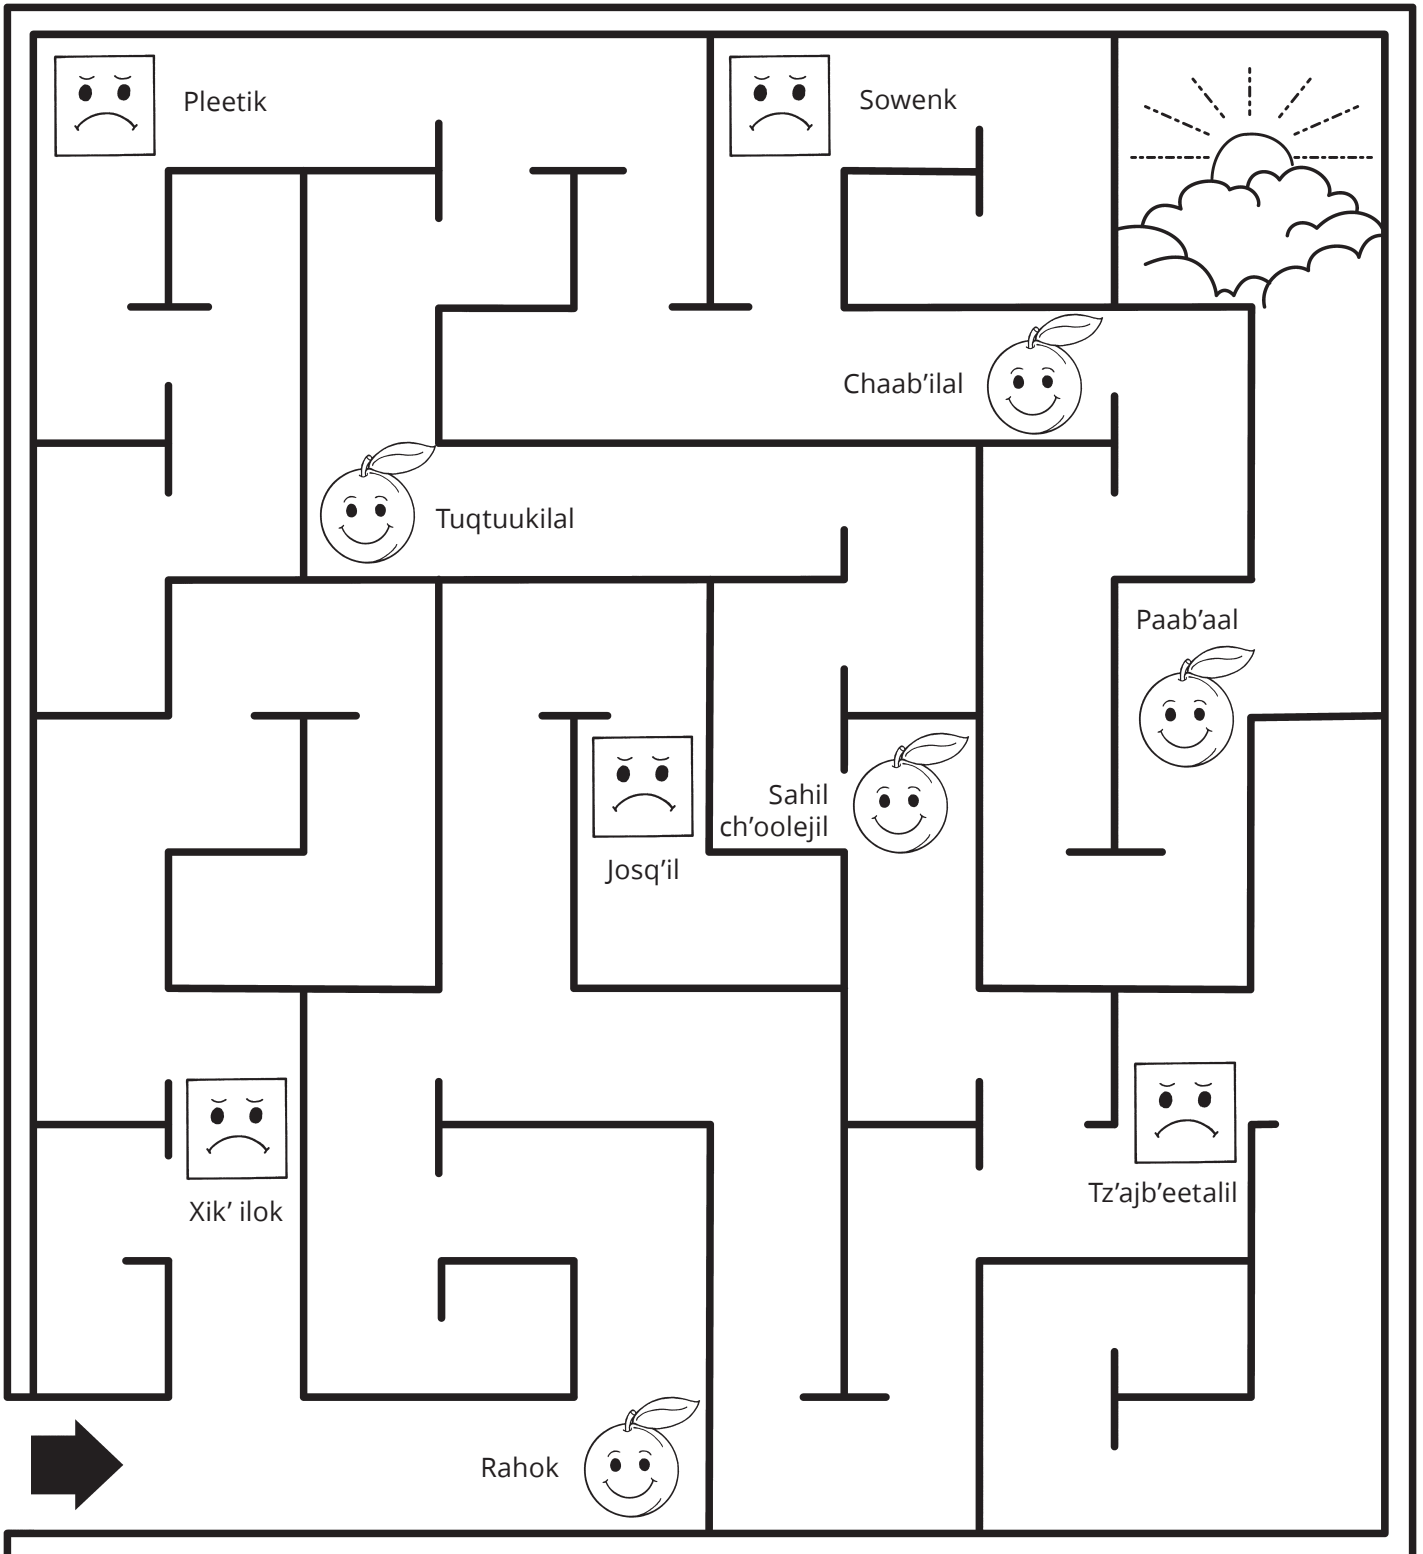 Pleetik
Sowenk
Chaab’ilal
Tuqtuukilal
Paab’aal
Sahil
ch’oolejil
Josq’il
Xik’ ilok
Tz’ajb’eetalil
Rahok